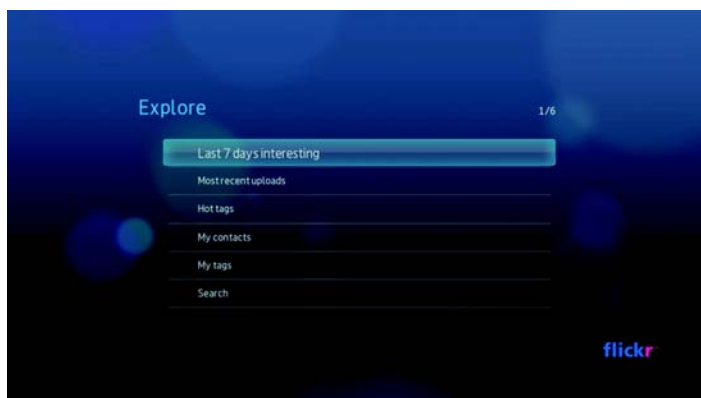 Explore
1/6
Last 7 days interesting
Most recent uploads
Hot tags
My contacts
My tags
Search
flickr